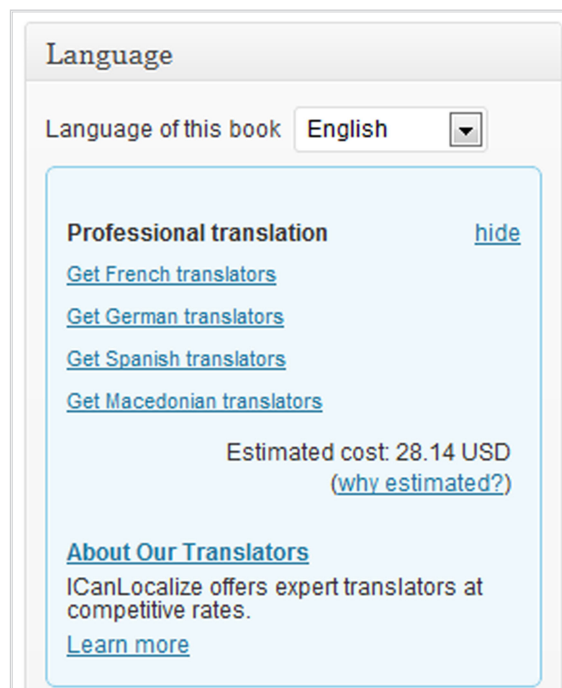 Language
Language of this book English
Professional translation hide
Get French translators
Get German translators
Get Spanish translators
Get Macedonian translators
Estimated cost: 28.14 USD
(why estimated?)
About Our Translators
ICanLocalize offers expert translators at
competitive rates.
Learn more